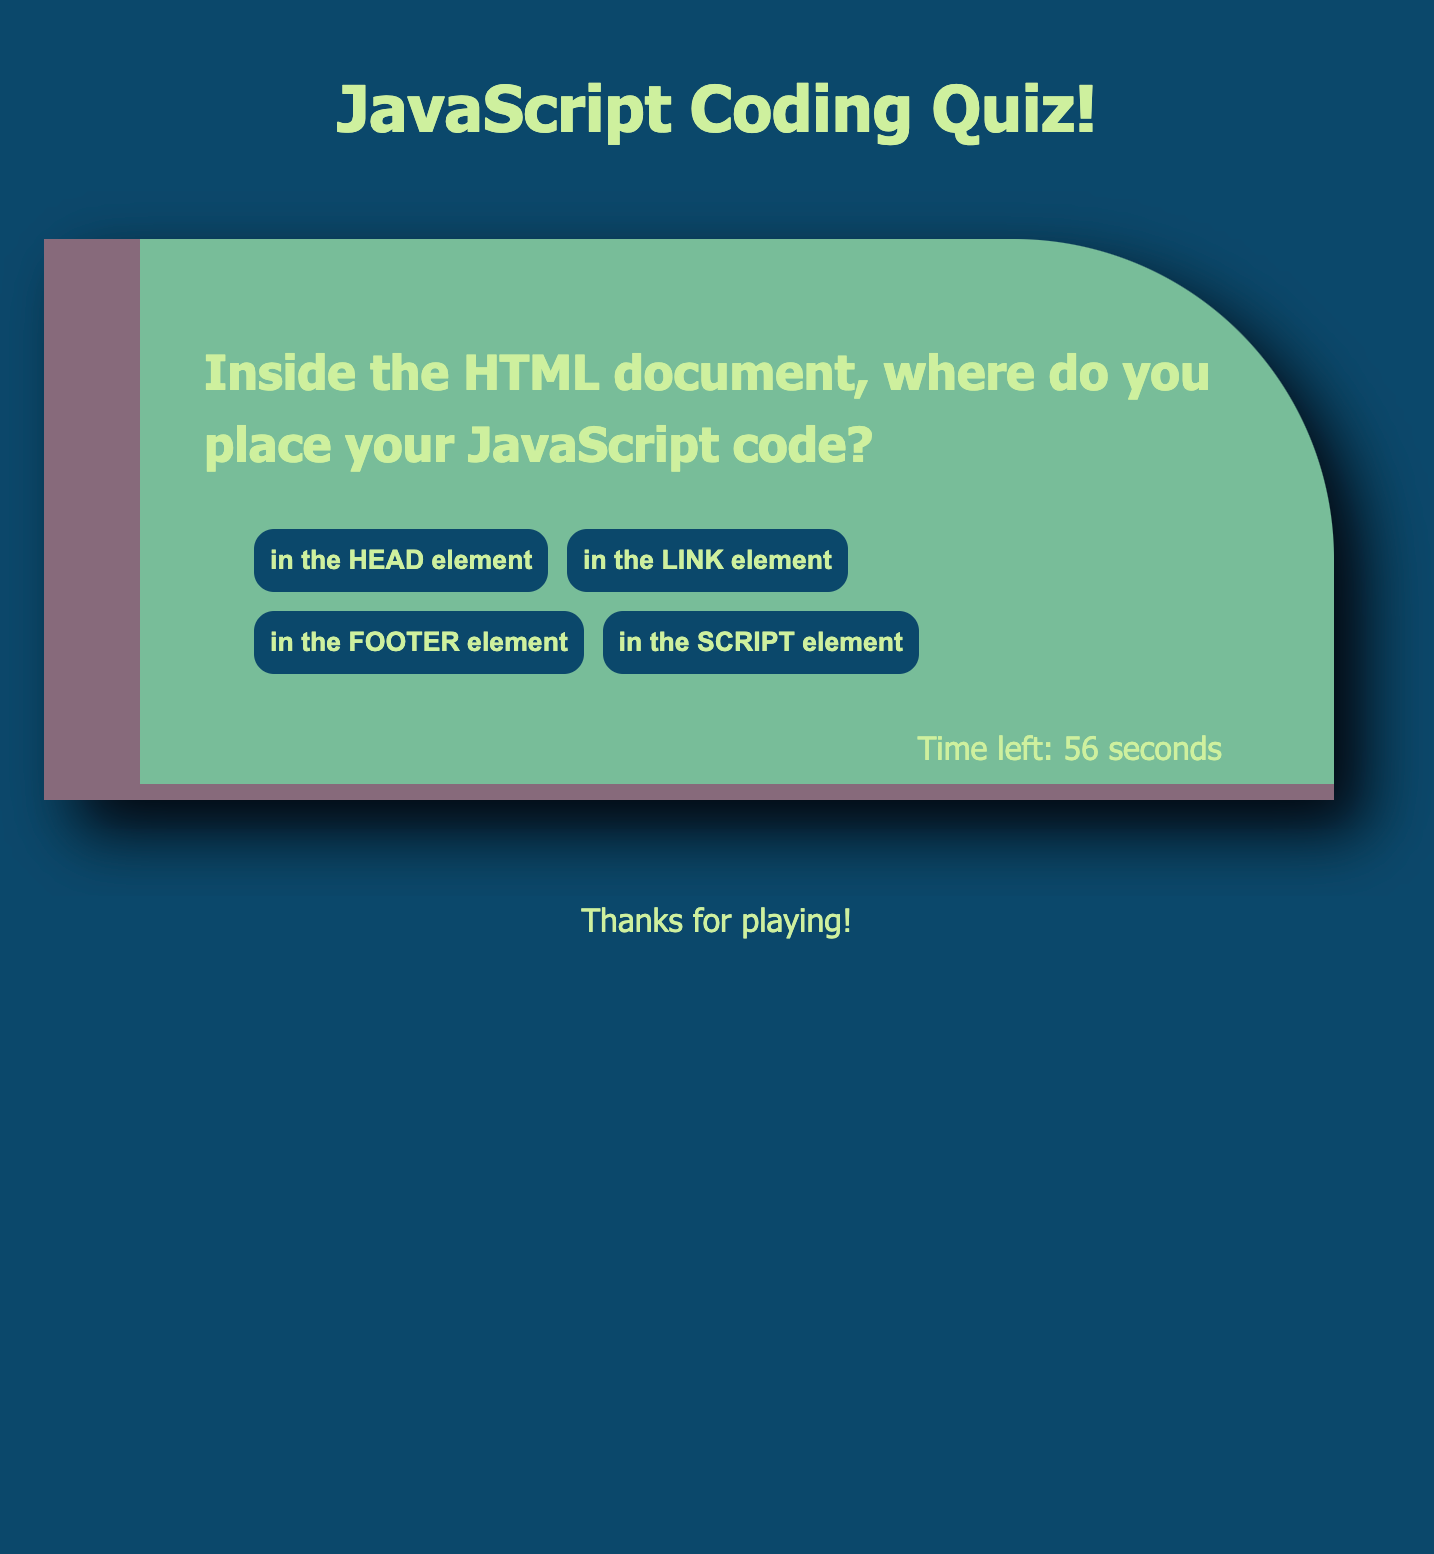 JavaScript Coding Quiz!
Inside the HTML document, where do you
place your JavaScript code?
in the HEAD element
in the LINK element
in the FOOTER element
in the SCRIPT element
Time left: 56 seconds
Thanks for playing!